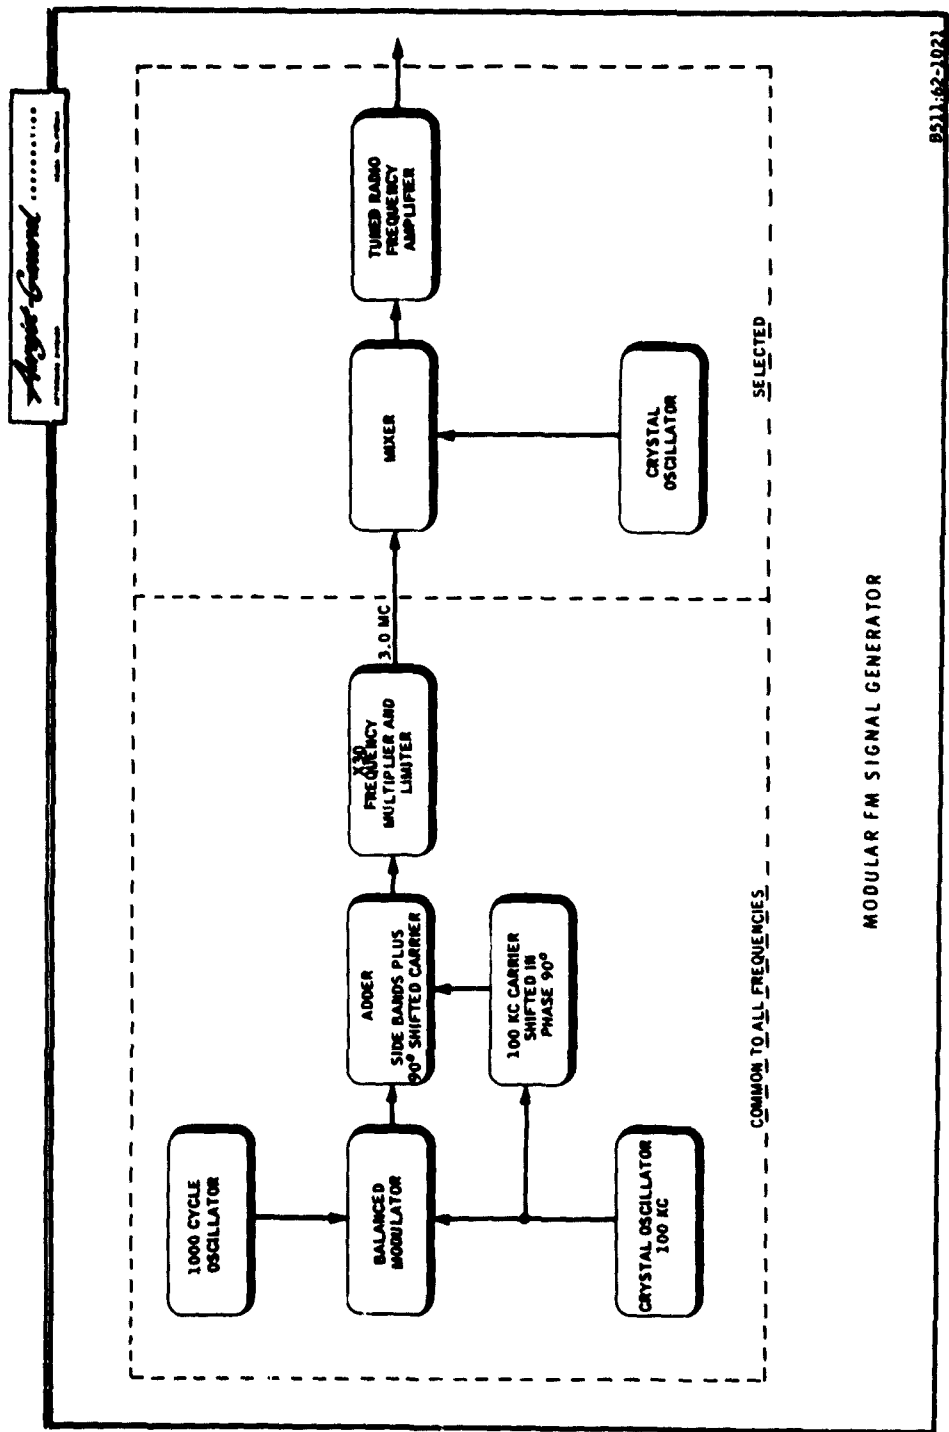 Aerojet-General
1000 CYCLE
OSCILLATOR
BALANCED
MODULATOR
CRYSTAL OSCILLATOR
100 KC
ADDER
SIDE BANDS PLUS
90° SHIFTED CARRIER
100 KC CARRIER
SHIFTED IN
PHASE 90°
X30
FREQUENCY
MULTIPLIER AND
LIMITER
3.0 MC
MIXER
CRYSTAL
OSCILLATOR
TUNED RADIO
FREQUENCY
AMPLIFIER
COMMON TO ALL FREQUENCIES
SELECTED
MODULAR FM SIGNAL GENERATOR
B511:62-1021